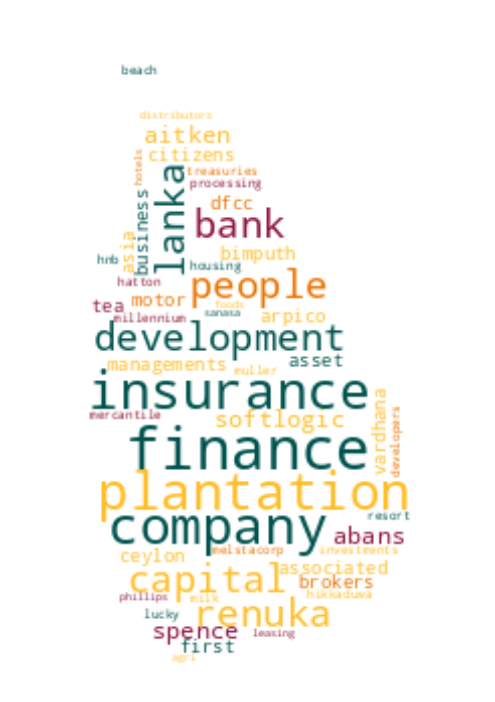 beach
distributors
aitken
citizens
hotels
treasuries
processing
lanka
business
dfcc
bank
asia
bimputh
hnb
housing
hatton
people
tea
motor
foods
sanasa
arpico
millennium
development
managements
asset
muller
insurance
mercantile
softlogic
vardhana
developers
finance
plantation
company
resort
abans
melstacorp
investments
ceylon
associated
capital
brokers
phillips
milk
hikkaduwa
lucky
renuka
spence
leasing
first
agri